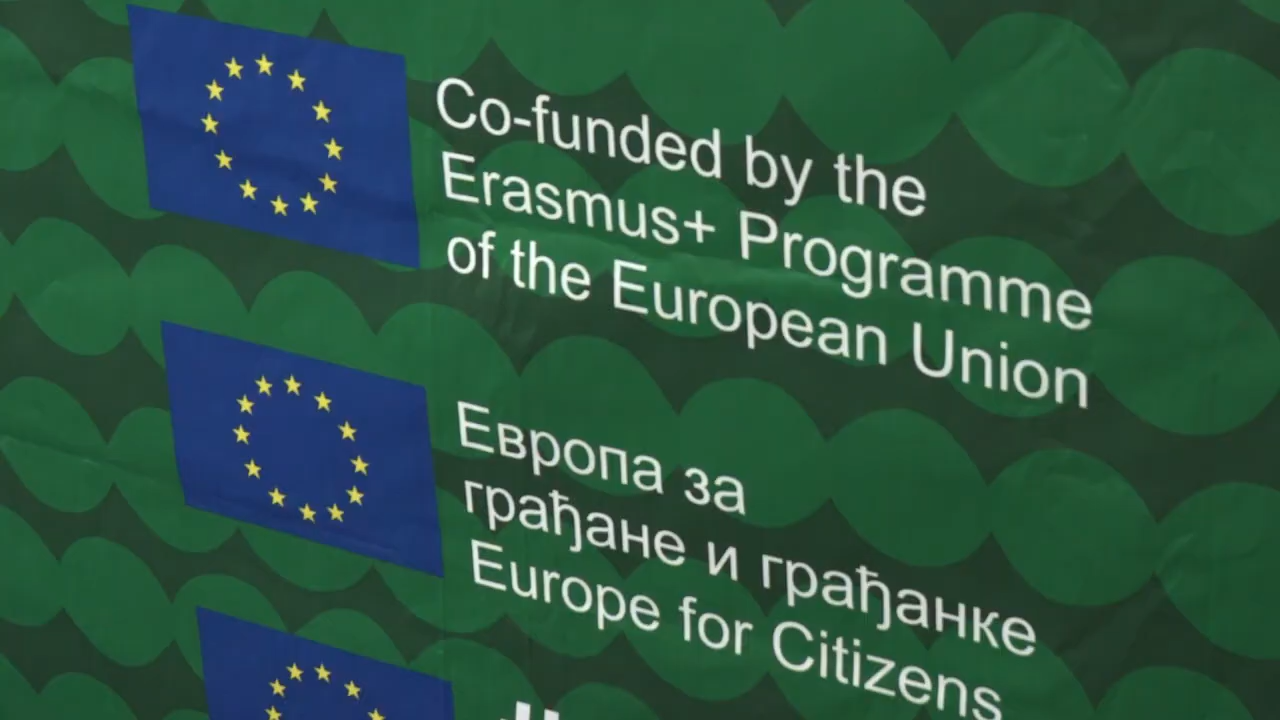 Co-funded by the
Erasmus+ Programme
of the European Union
Европа за
грађане и грађанке
Europe for Citizens